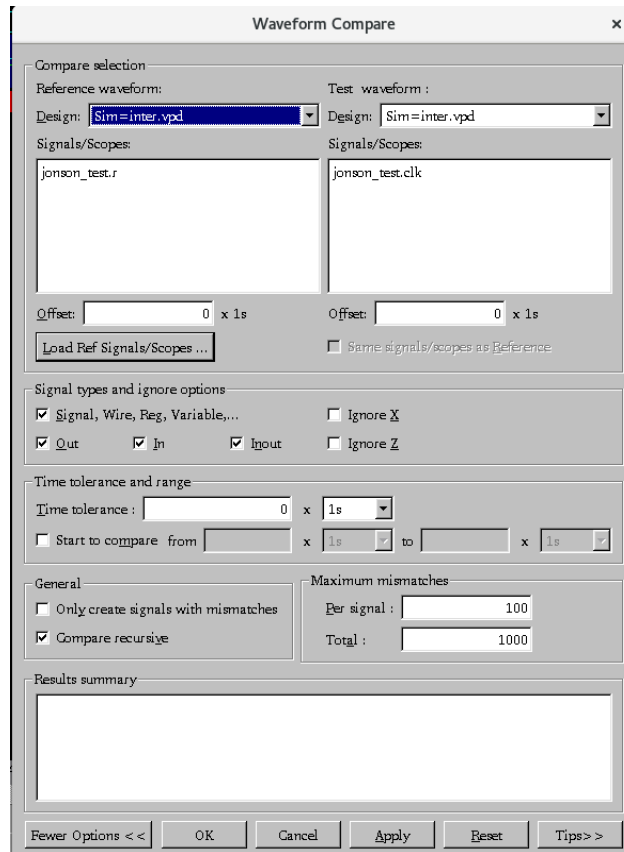 Waveform Compare ×
Compare selection
Reference waveform: Test waveform :
Design: Sim=inter.vpd Design: Sim=inter.vpd
Signals/Scopes: Signals/Scopes:
jonson_test.r jonson_test.clk
Offset: 0 x 1s Offset: 0 x 1s
Load Ref Signals/Scopes ... Same signals/scopes as Reference
Signal types and ignore options
Signal, Wire, Reg, Variable,... Ignore X
Out In Inout Ignore Z
Time tolerance and range
Time tolerance : 0 x 1s
Start to compare from x 1s to x 1s
General Maximum mismatches
Only create signals with mismatches Per signal : 100
Compare recursive Total : 1000
Results summary
Fewer Options << OK Cancel Apply Reset Tips>>